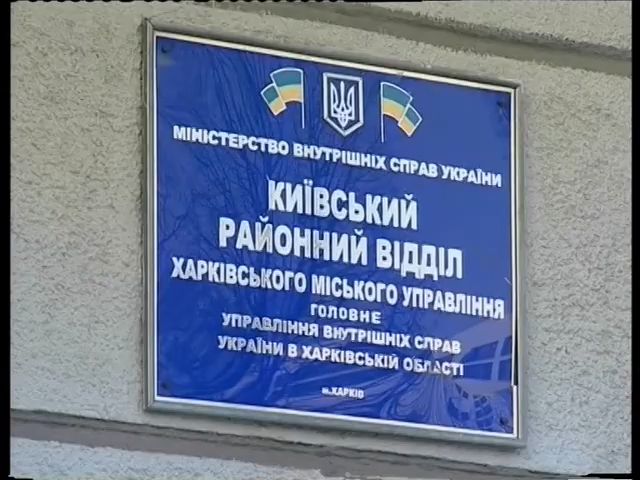 МІНІСТЕРСТВО ВНУТРІШНІХ СПРАВ УКРАЇНИ
КИЇВСЬКИЙ
РАЙОННИЙ ВІДДІЛ
ХАРКІВСЬКОГО МІСЬКОГО УПРАВЛІННЯ
ГОЛОВНЕ
УПРАВЛІННЯ ВНУТРІШНІХ СПРАВ
УКРАЇНИ В ХАРКІВСЬКІЙ ОБЛАСТІ
м.ХАРКІВ